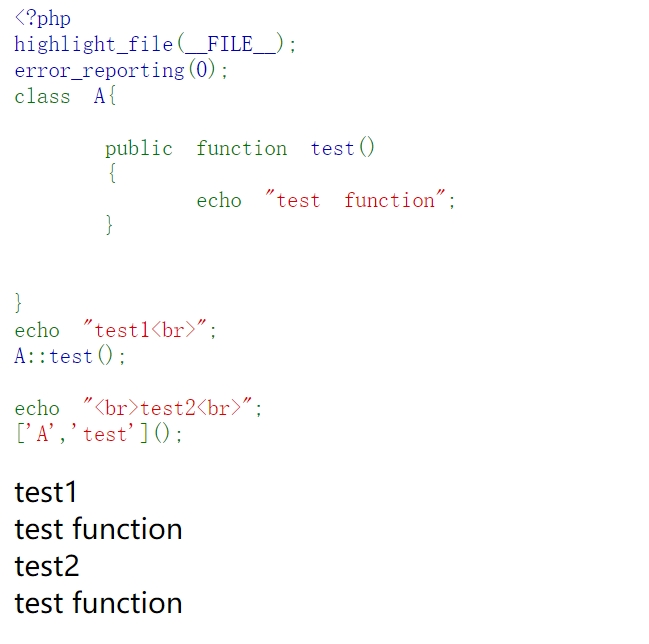 <?php
highlight_file(__FILE__);
error_reporting(0);
class A{
public function test()
{
echo "test function";
}
}
echo "test1<br>";
A::test();
echo "<br>test2<br>";
['A','test']();
test1
test function
test2
test function